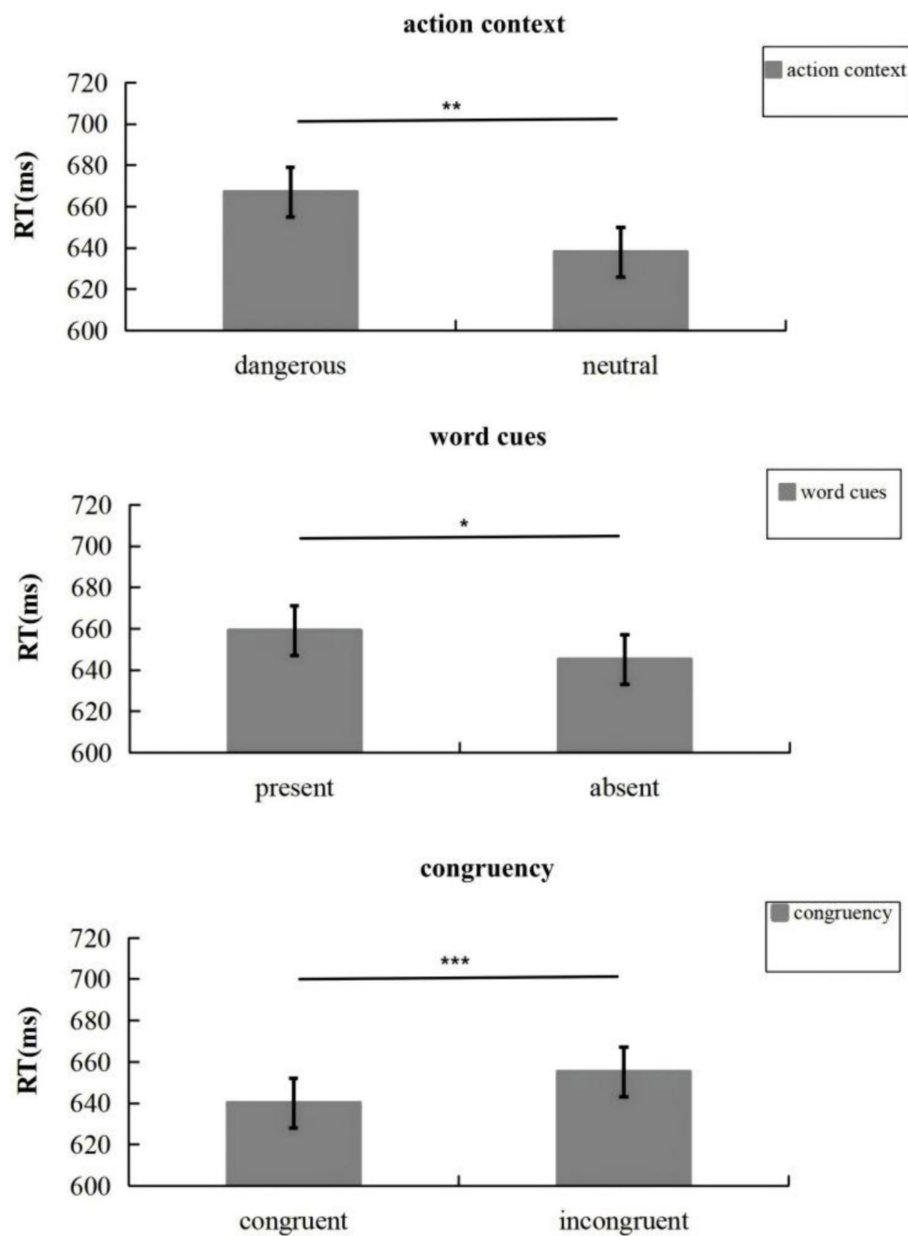 action context
action context
720
**
700
680
660
640
620
600
RT(ms)
dangerous neutral
word cues
word cues
720
*
700
680
660
640
620
600
RT(ms)
present absent
congruency
congruency
720
***
700
680
660
640
620
600
RT(ms)
congruent incongruent